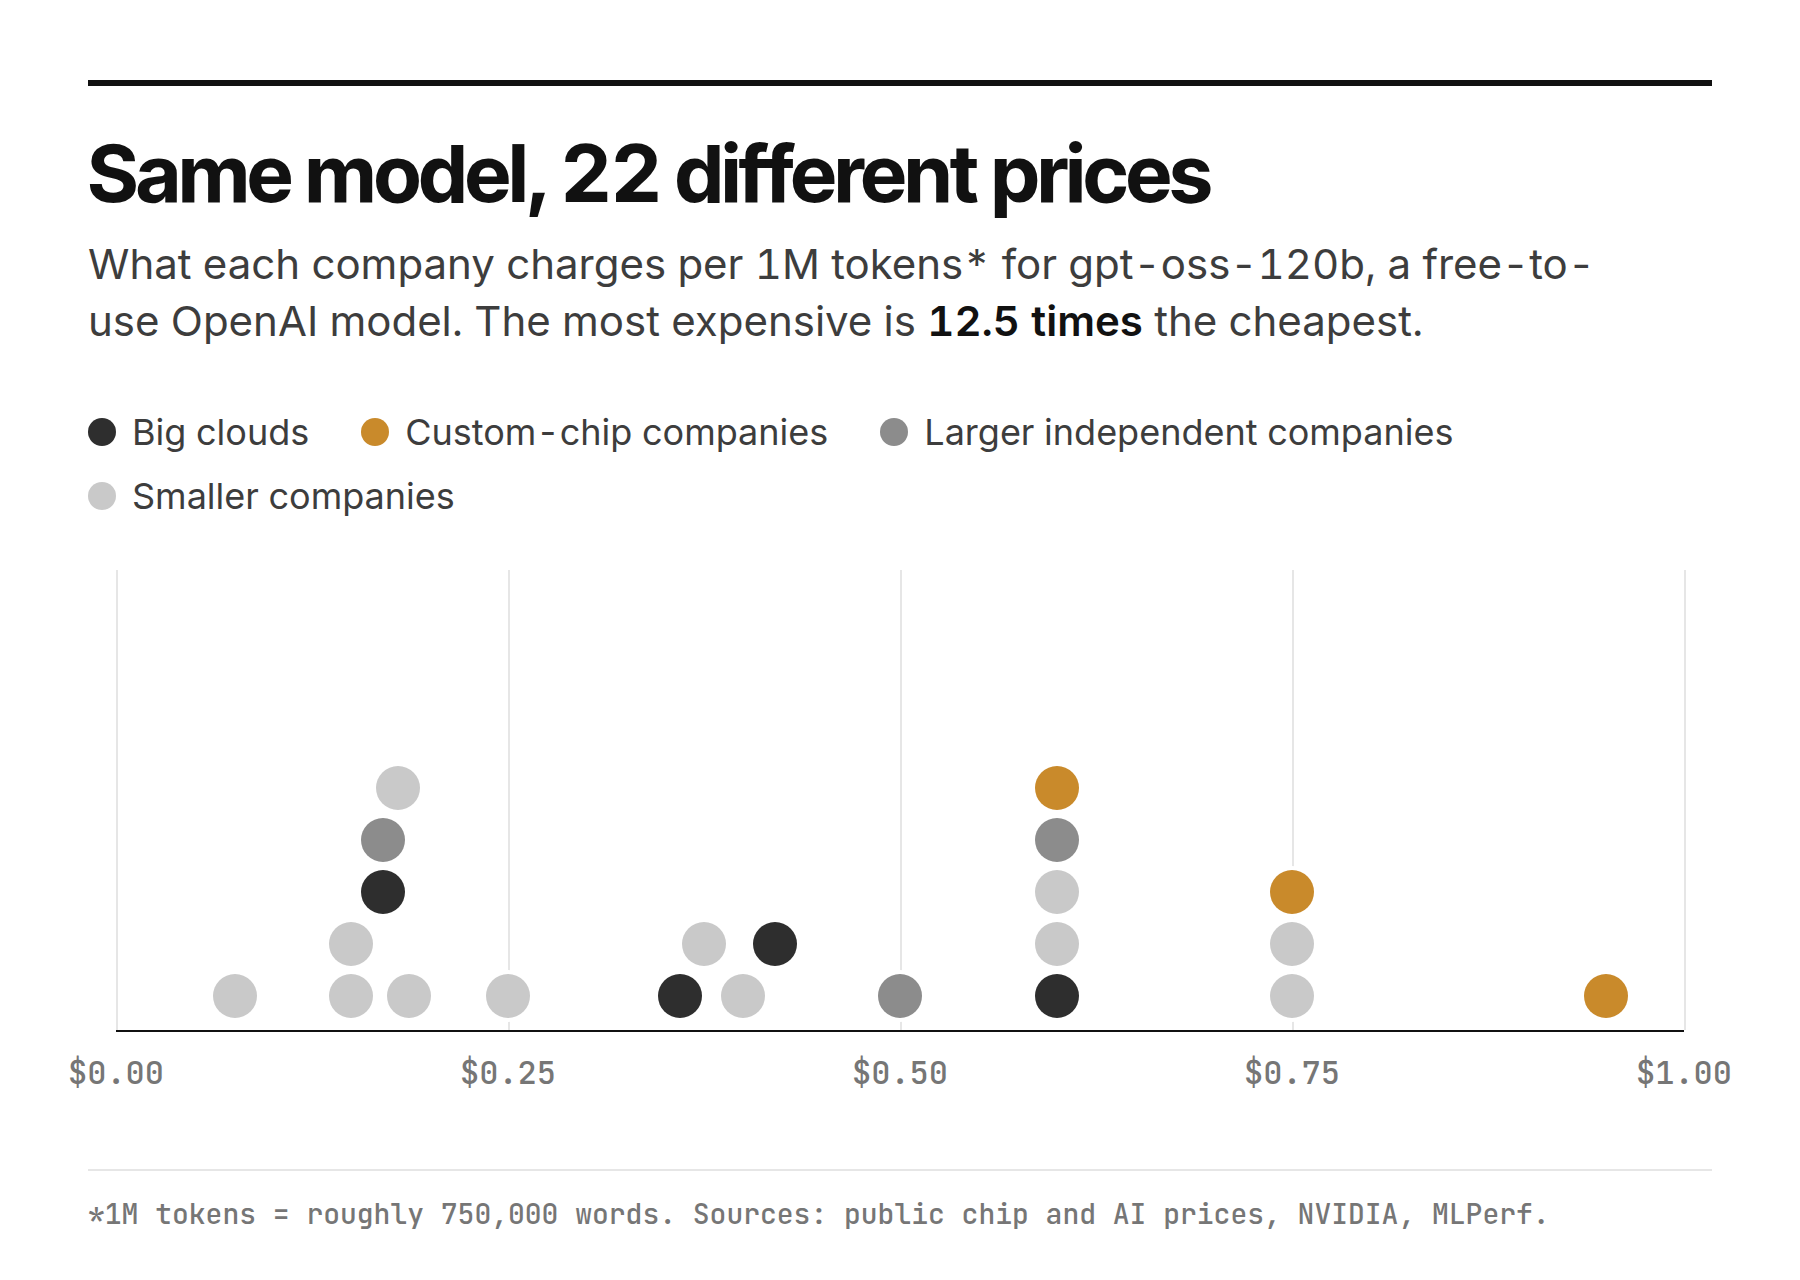 Same model, 22 different prices
What each company charges per 1M tokens* for gpt-oss-120b, a free-to-
use OpenAI model. The most expensive is 12.5 times the cheapest.
Big clouds
Custom-chip companies
Larger independent companies
Smaller companies
$0.00
$0.25
$0.50
$0.75
$1.00
*1M tokens = roughly 750,000 words. Sources: public chip and AI prices, NVIDIA, MLPerf.